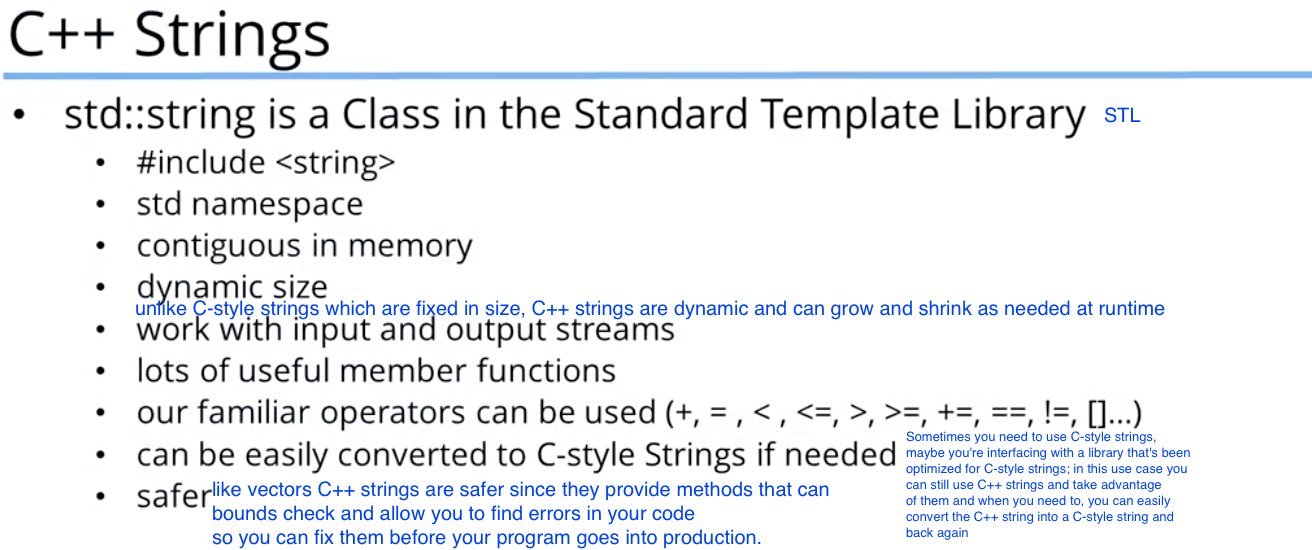 C++ Strings
• std::string is a Class in the Standard Template Library STL
• #include <string>
• std namespace
• contiguous in memory
• dynamic size
unlike C-style strings which are fixed in size, C++ strings are dynamic and can grow and shrink as needed at runtime
• work with input and output streams
• lots of useful member functions
• our familiar operators can be used (+, = , < , <=, >, >=, +=, ==, !=, []...)
• can be easily converted to C-style Strings if needed
Sometimes you need to use C-style strings,
maybe you're interfacing with a library that's been
optimized for C-style strings; in this use case you
can still use C++ strings and take advantage
of them and when you need to, you can easily
convert the C++ string into a C-style string and
back again
• safer
like vectors C++ strings are safer since they provide methods that can
bounds check and allow you to find errors in your code
so you can fix them before your program goes into production.